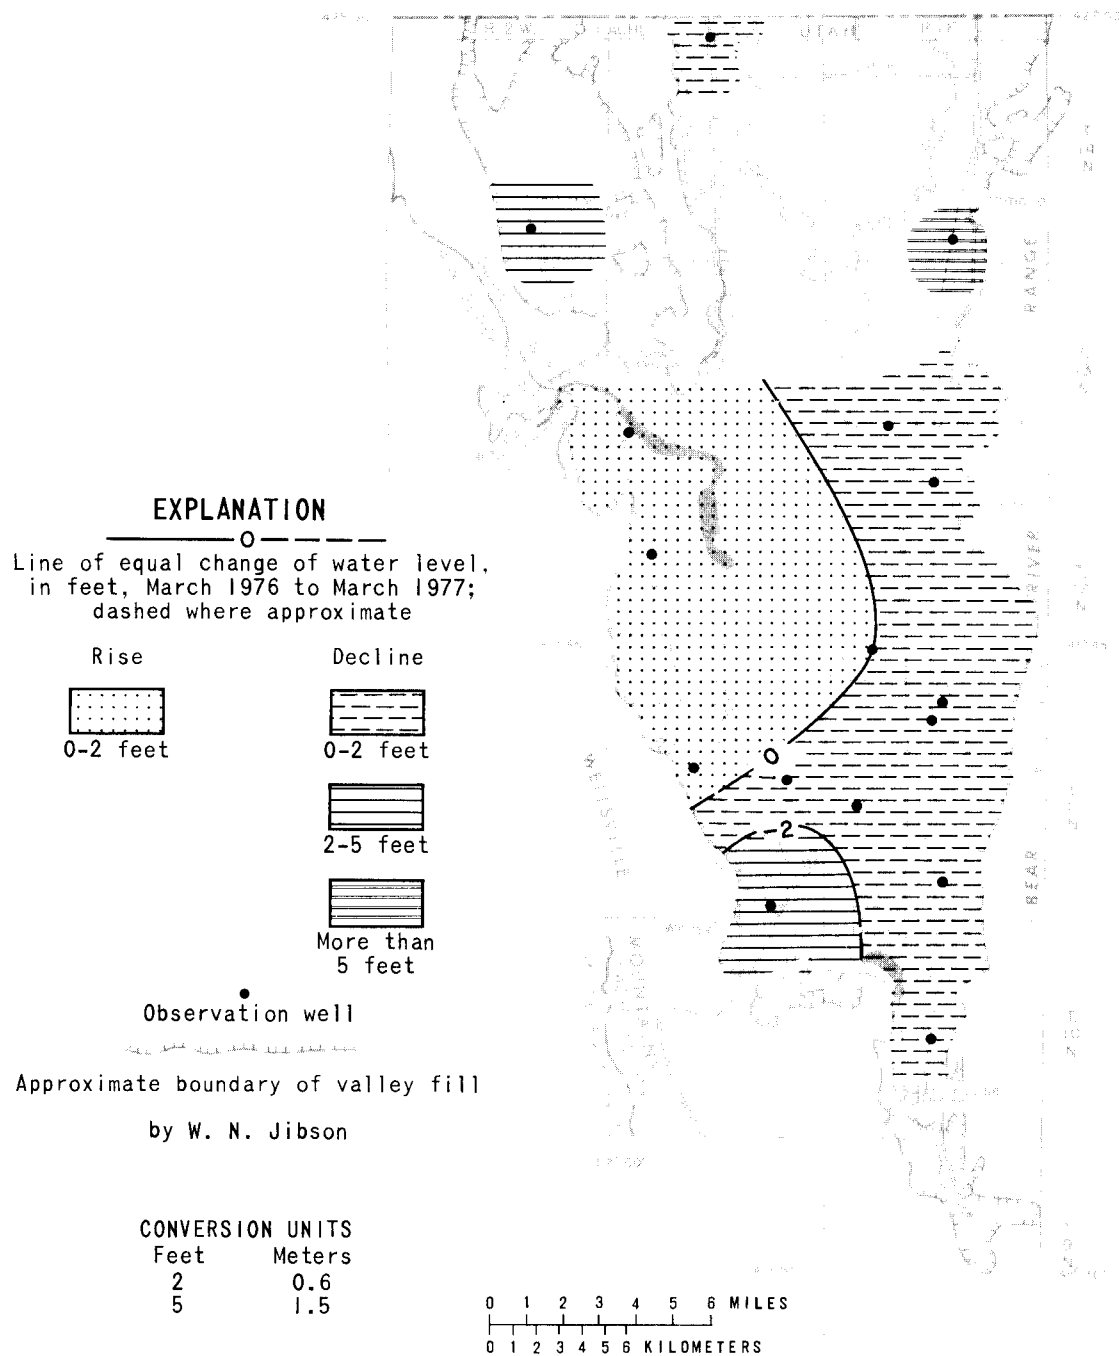 UTAH
RANGE
RIVER
BEAR
EXPLANATION
0
Line of equal change of water level,
in feet, March 1976 to March 1977;
dashed where approximate
Rise Decline
0-2 feet 0-2 feet
2-5 feet
More than
5 feet
Observation well
Approximate boundary of valley fill
by W. N. Jibson
CONVERSION UNITS
Feet Meters
2 0.6
5 1.5
0
2
0 1 2 3 4 5 6 MILES
0 1 2 3 4 5 6 KILOMETERS